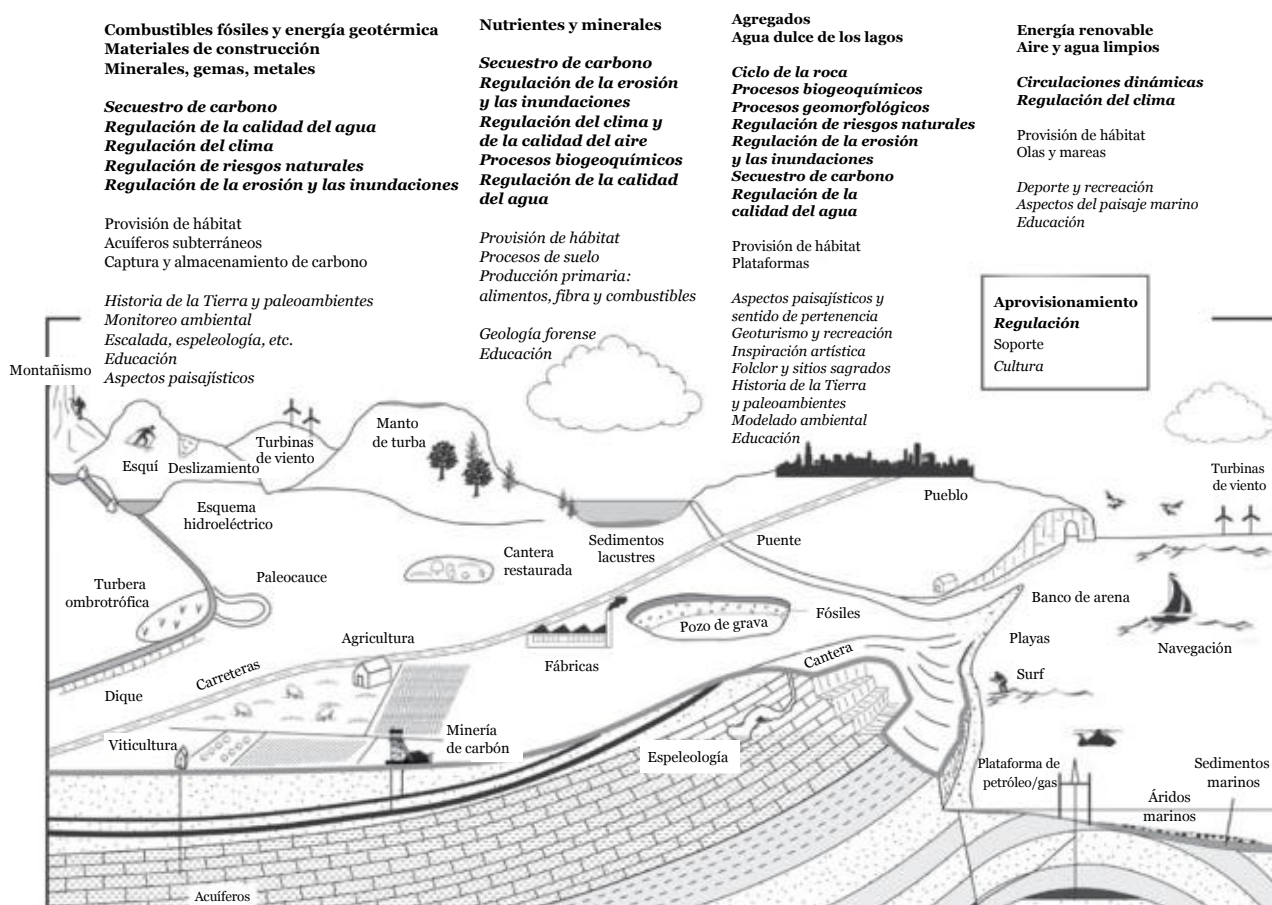 Combustibles fósiles y energía geotérmica
Materiales de construcción
Minerales, gemas, metales
Secuestro de carbono
Regulación de la calidad del agua
Regulación del clima
Regulación de riesgos naturales
Regulación de la erosión y las inundaciones
Provisión de hábitat
Acuíferos subterráneos
Captura y almacenamiento de carbono
Historia de la Tierra y paleoambientes
Monitoreo ambiental
Escalada, espeleología, etc.
Educación
Aspectos paisajísticos
Nutrientes y minerales
Secuestro de carbono
Regulación de la erosión
y las inundaciones
Regulación del clima y
de la calidad del aire
Procesos biogeoquímicos
Regulación de la calidad
del agua
Provisión de hábitat
Procesos de suelo
Producción primaria:
alimentos, fibra y combustibles
Geología forense
Educación
Agregados
Agua dulce de los lagos
Ciclo de la roca
Procesos biogeoquímicos
Procesos geomorfológicos
Regulación de riesgos naturales
Regulación de la erosión
y las inundaciones
Secuestro de carbono
Regulación de la
calidad del agua
Provisión de hábitat
Plataformas
Aspectos paisajísticos y
sentido de pertenencia
Geoturismo y recreación
Inspiración artística
Folclor y sitios sagrados
Historia de la Tierra
y paleoambientes
Modelado ambiental
Educación
Energía renovable
Aire y agua limpios
Circulaciones dinámicas
Regulación del clima
Provisión de hábitat
Olas y mareas
Deporte y recreación
Aspectos del paisaje marino
Educación
Aprovisionamiento
Regulación
Soporte
Cultura
Montañismo
Esquí
Deslizamiento
Turbinas
de viento
Manto
de turba
Esquema
hidroeléctrico
Sedimentos
lacustres
Pueblo
Turbinas
de viento
Puente
Cantera
restaurada
Turbera
ombrotrófica
Paleocauce
Banco de arena
Fósiles
Pozo de grava
Agricultura
Fábricas
Cantera
Playas
Navegación
Surf
Carreteras
Dique
Viticultura
Minería
de carbón
Espeleología
Plataforma de
petróleo/gas
Sedimentos
marinos
Áridos
marinos
Acuíferos